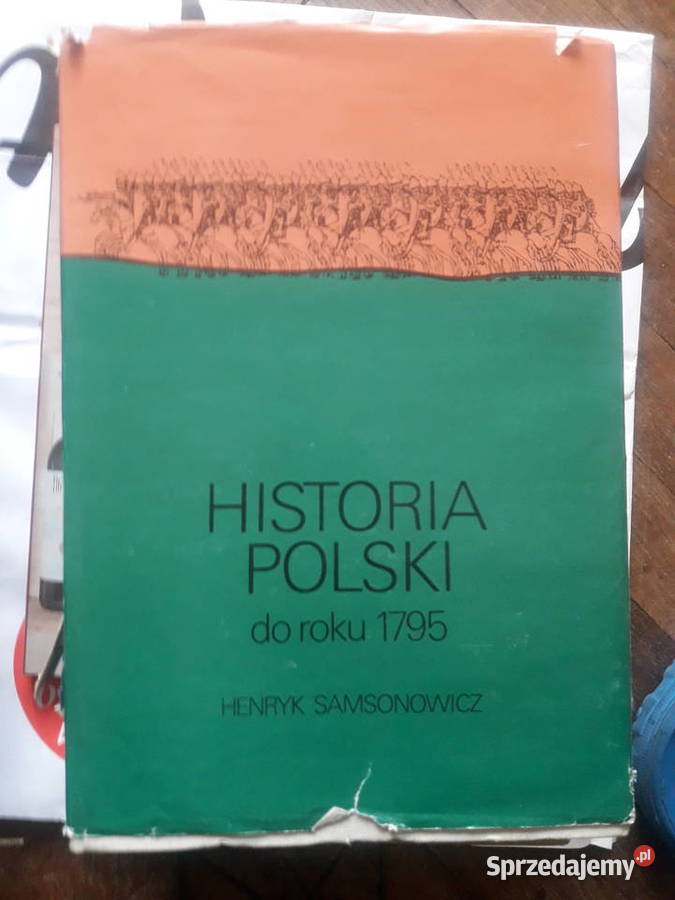 HISTORIA
POLSKI
do roku 1795
HENRYK SAMSONOWICZ
Sprzedajemy.pl